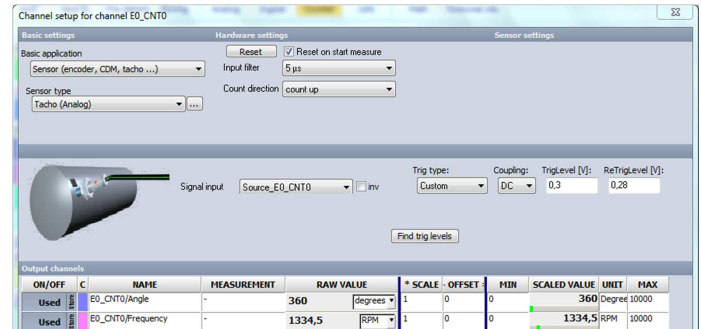 Channel setup for channel E0_CNT0
Basic settings Hardware settings Sensor settings
Basic application Reset Reset on start measure
Sensor (encoder, CDM, tacho ...) Input filter 5 µs
Sensor type Count direction count up
Tacho (Analog) ...
Trig type: Coupling: TrigLevel [V]: ReTrigLevel [V]:
Signal input Source_E0_CNT0 inv Custom DC 0,3 0,28
Find trig levels
Output channels
ON/OFF C NAME MEASUREMENT RAW VALUE * SCALE - OFFSET = MIN SCALED VALUE UNIT MAX
Used Store E0_CNT0/Angle - 360 degrees 1 0 0 360 Degree 10000
Used Store E0_CNT0/Frequency - 1334,5 RPM 1 0 0 1334,5 RPM 10000